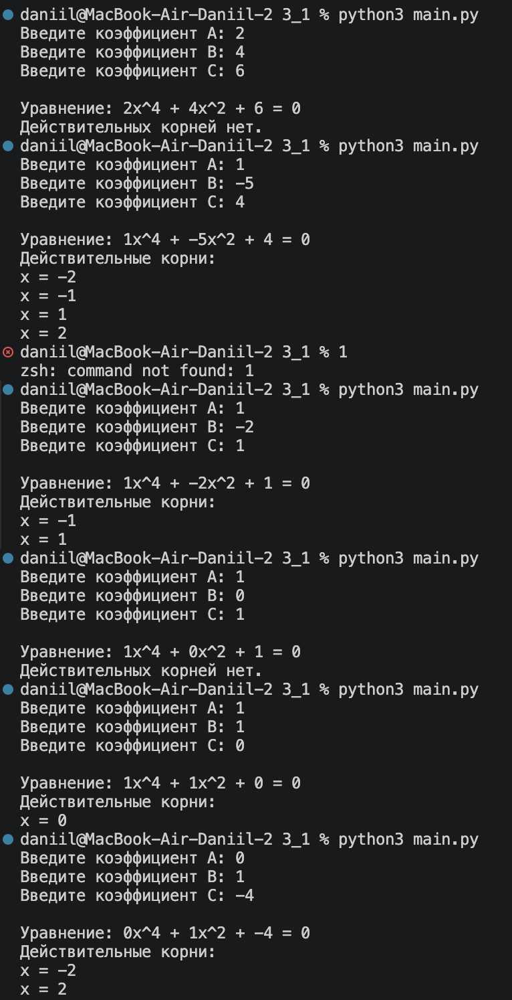 daniil@MacBook-Air-Daniil-2 3_1 % python3 main.py
Введите коэффициент A: 2
Введите коэффициент B: 4
Введите коэффициент C: 6
Уравнение: 2x^4 + 4x^2 + 6 = 0
Действительных корней нет.
daniil@MacBook-Air-Daniil-2 3_1 % python3 main.py
Введите коэффициент A: 1
Введите коэффициент B: -5
Введите коэффициент C: 4
Уравнение: 1x^4 + -5x^2 + 4 = 0
Действительные корни:
x = -2
x = -1
x = 1
x = 2
daniil@MacBook-Air-Daniil-2 3_1 % 1
zsh: command not found: 1
daniil@MacBook-Air-Daniil-2 3_1 % python3 main.py
Введите коэффициент A: 1
Введите коэффициент B: -2
Введите коэффициент C: 1
Уравнение: 1x^4 + -2x^2 + 1 = 0
Действительные корни:
x = -1
x = 1
daniil@MacBook-Air-Daniil-2 3_1 % python3 main.py
Введите коэффициент A: 1
Введите коэффициент B: 0
Введите коэффициент C: 1
Уравнение: 1x^4 + 0x^2 + 1 = 0
Действительных корней нет.
daniil@MacBook-Air-Daniil-2 3_1 % python3 main.py
Введите коэффициент A: 1
Введите коэффициент B: 1
Введите коэффициент C: 0
Уравнение: 1x^4 + 1x^2 + 0 = 0
Действительные корни:
x = 0
daniil@MacBook-Air-Daniil-2 3_1 % python3 main.py
Введите коэффициент A: 0
Введите коэффициент B: 1
Введите коэффициент C: -4
Уравнение: 0x^4 + 1x^2 + -4 = 0
Действительные корни:
x = -2
x = 2